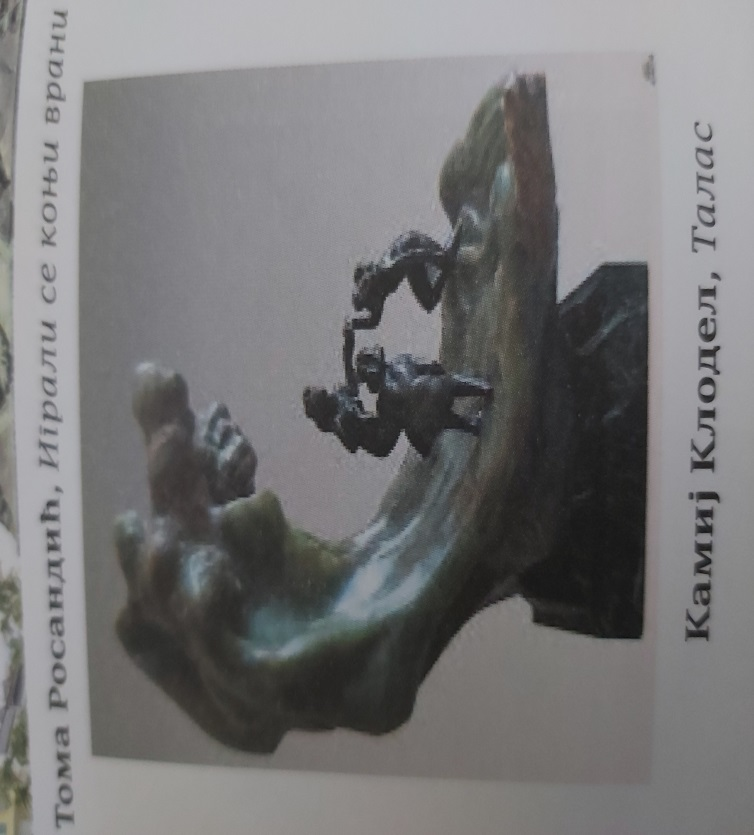 Тома Росандић, Играли се коњи врани
Камиј Клодел, Талас